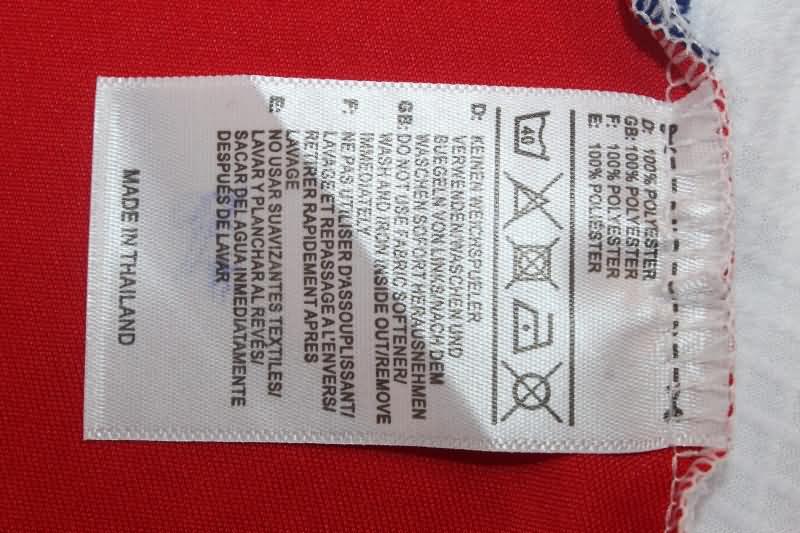 D: 100% POLYESTER
GB: 100% POLYESTER
F: 100% POLYESTER
E: 100% POLIESTER
40
D: KEINEN WEICHSPUELER
VERWENDEN/WASCHEN UND
BUEGELN VON LINKS/NACH DEM
WASCHEN SOFORT HERAUSNEHMEN
GB: DO NOT USE FABRIC SOFTENER/
WASH AND IRON INSIDE OUT/REMOVE
IMMEDIATELY
F: NE PAS UTILISER D'ASSOUPLISSANT/
LAVAGE ET REPASSAGE A L'ENVERS/
RETIRER RAPIDEMENT APRES
LAVAGE
E: NO USAR SUAVIZANTES TEXTILES/
LAVAR Y PLANCHAR AL REVÉS/
SACAR DEL AGUA INMEDIATAMENTE
DESPUÉS DE LAVAR
MADE IN THAILAND